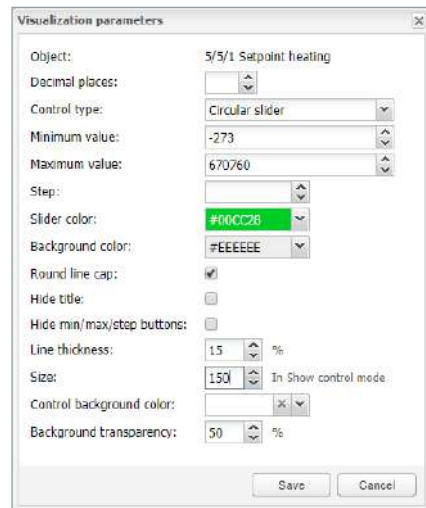 Visualization parameters
Object: 5/5/1 Setpoint heating
Decimal places:
Control type: Circular slider
Minimum value: -273
Maximum value: 670760
Step:
Slider color: #00CC28
Background color: #EEEEEE
Round line cap:
Hide title:
Hide min/max/step buttons:
Line thickness: 15 %
Size: 150 In Show control mode
Control background color:
Background transparency: 50 %
Save Cancel